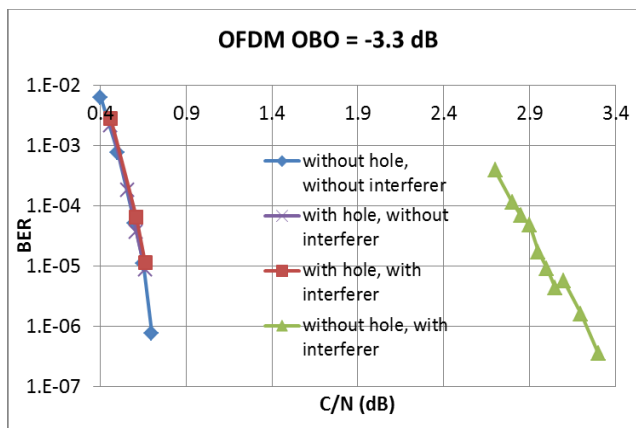 OFDM OBO = -3.3 dB
1.E-02
0.4 0.9 1.4 1.9 2.4 2.9 3.4
1.E-03
without hole,
without interferer
1.E-04
with hole, without
interferer
BER
1.E-05
with hole, with
interferer
1.E-06
without hole, with
interferer
1.E-07
C/N (dB)